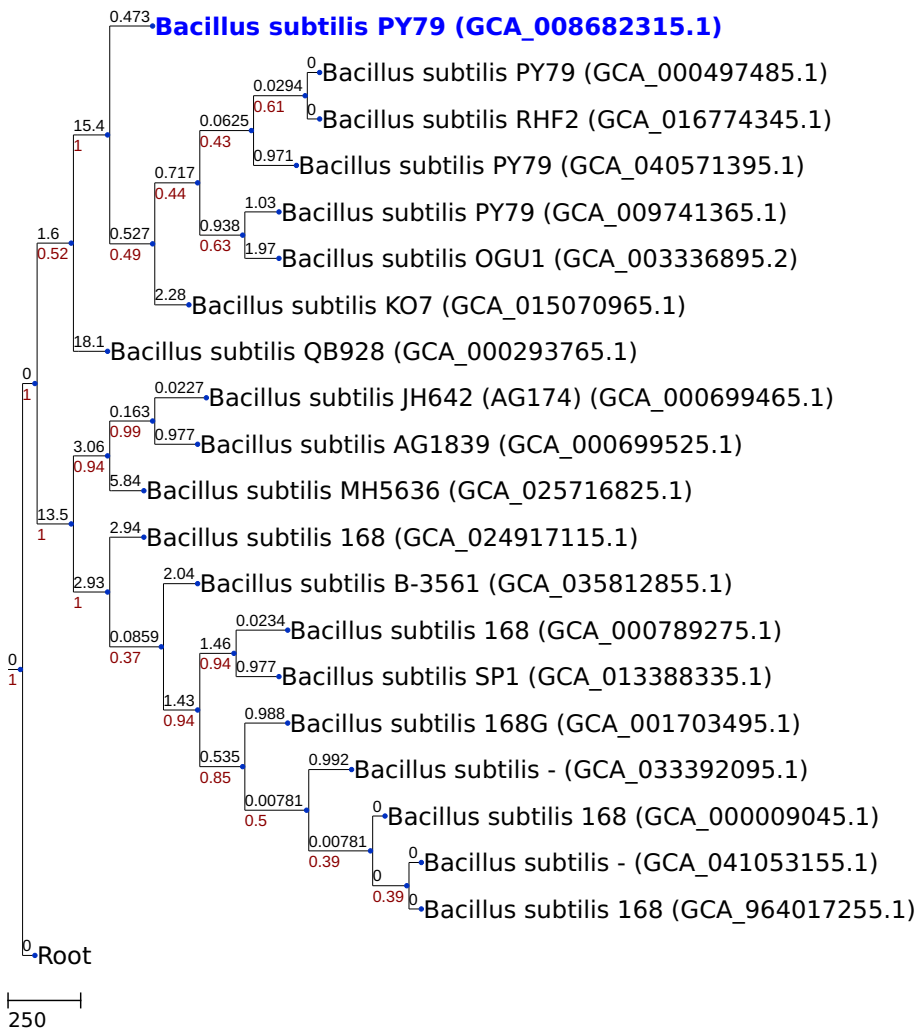 0.473
Bacillus subtilis PY79 (GCA_008682315.1)
0
Bacillus subtilis PY79 (GCA_000497485.1)
0.0294
0.61
0
Bacillus subtilis RHF2 (GCA_016774345.1)
0.0625
0.43
15.4
1
0.971
Bacillus subtilis PY79 (GCA_040571395.1)
0.717
0.44
1.03
Bacillus subtilis PY79 (GCA_009741365.1)
0.938
0.63
1.6
0.52
0.527
0.49
1.97
Bacillus subtilis OGU1 (GCA_003336895.2)
2.28
Bacillus subtilis KO7 (GCA_015070965.1)
18.1
Bacillus subtilis QB928 (GCA_000293765.1)
0
1
0.0227
Bacillus subtilis JH642 (AG174) (GCA_000699465.1)
0.163
0.99
0.977
Bacillus subtilis AG1839 (GCA_000699525.1)
3.06
0.94
5.84
Bacillus subtilis MH5636 (GCA_025716825.1)
13.5
1
2.94
Bacillus subtilis 168 (GCA_024917115.1)
2.93
1
2.04
Bacillus subtilis B-3561 (GCA_035812855.1)
0.0234
Bacillus subtilis 168 (GCA_000789275.1)
0.0859
0.37
1.46
0.94
0
1
0.977
Bacillus subtilis SP1 (GCA_013388335.1)
1.43
0.94
0.988
Bacillus subtilis 168G (GCA_001703495.1)
0.535
0.85
0.992
Bacillus subtilis - (GCA_033392095.1)
0.00781
0.5
0
Bacillus subtilis 168 (GCA_000009045.1)
0.00781
0.39
0
Bacillus subtilis - (GCA_041053155.1)
0
0.39
0
Bacillus subtilis 168 (GCA_964017255.1)
0
Root
250